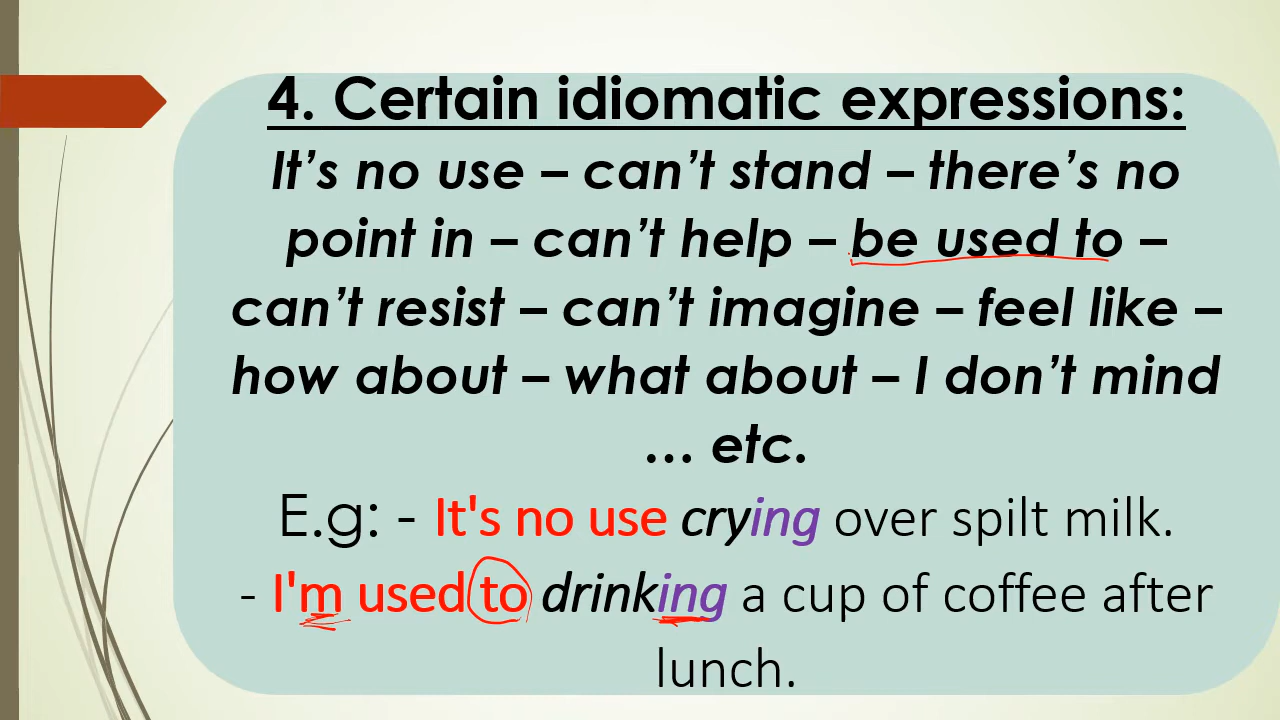 4. Certain idiomatic expressions:
It’s no use – can’t stand – there’s no
point in – can’t help – be used to –
can’t resist – can’t imagine – feel like –
how about – what about – I don’t mind
... etc.
E.g: - It's no use crying over spilt milk.
- I'm used to drinking a cup of coffee after
lunch.